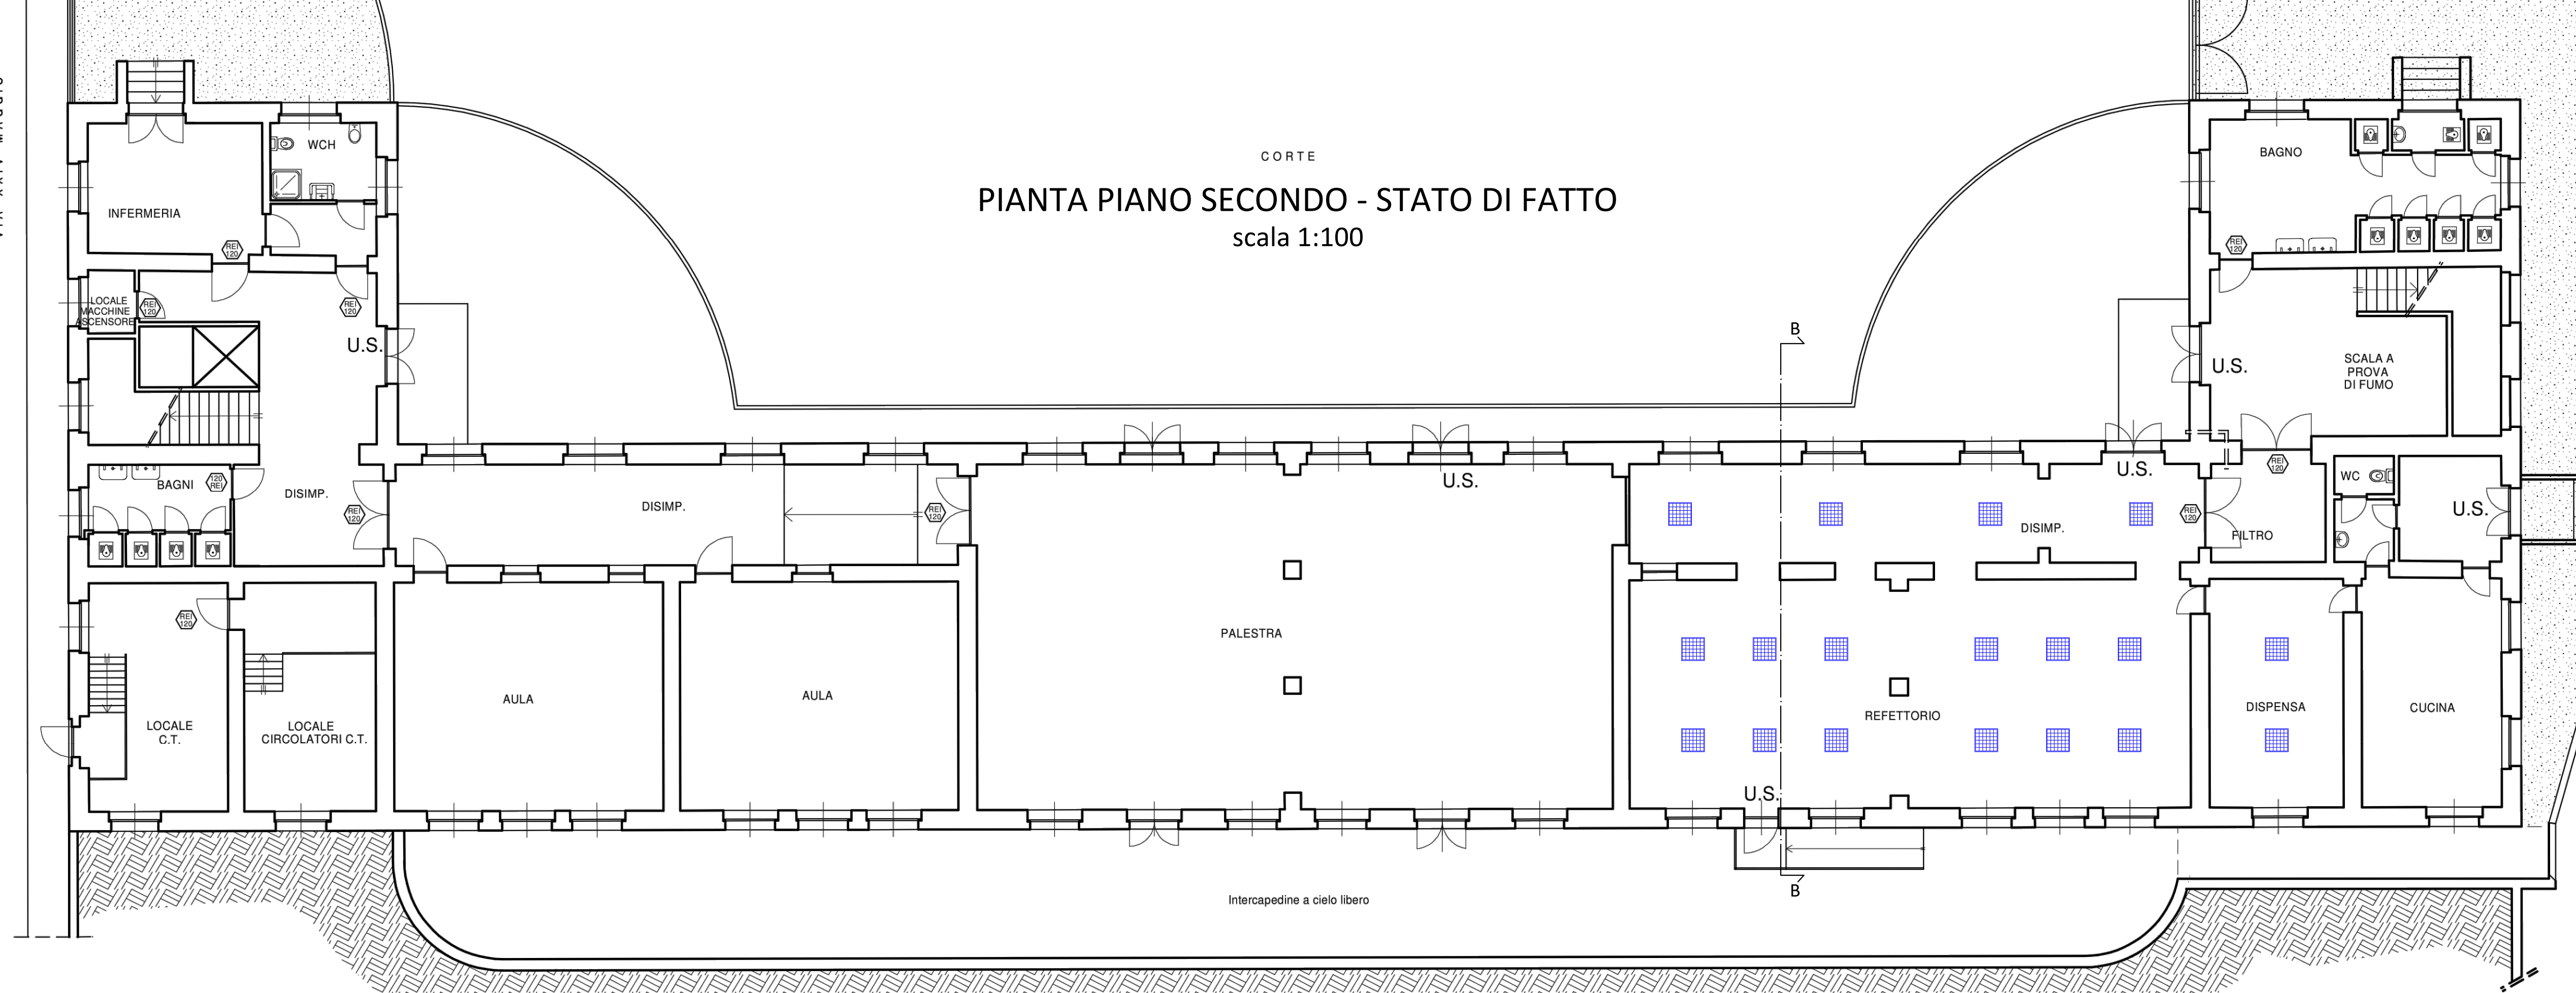 CORTE
PIANTA PIANO SECONDO - STATO DI FATTO
scala 1:100
WCH
INFERMERIA
REI
120
LOCALE
MACCHINE
ASCENSORE
REI
120
REI
120
U.S.
BAGNI
120
REI
DISIMP.
REI
120
DISIMP.
REI
120
REI
120
LOCALE
C.T.
LOCALE
CIRCOLATORI C.T.
AULA
AULA
U.S.
PALESTRA
B
U.S.
DISIMP.
REI
120
REFETTORIO
U.S.
B
BAGNO
REI
120
U.S.
SCALA A
PROVA
DI FUMO
REI
120
FILTRO
WC
U.S.
DISPENSA
CUCINA
Intercapedine a cielo libero